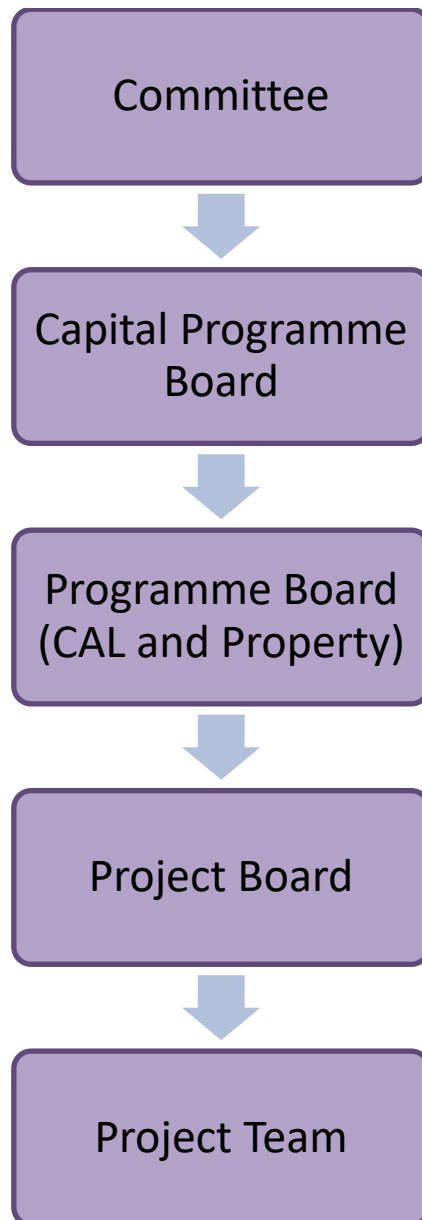 Committee
Capital Programme
Board
Programme Board
(CAL and Property)
Project Board
Project Team